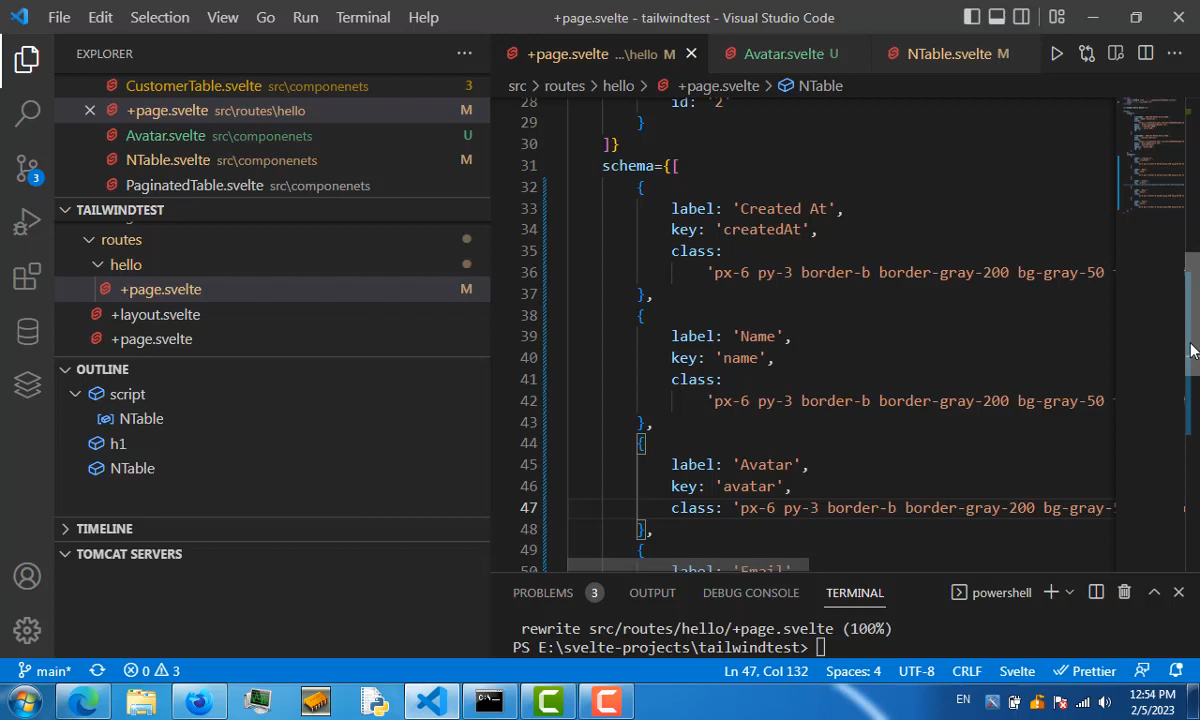 File Edit Selection View Go Run Terminal Help
+page.svelte - tailwindtest - Visual Studio Code
EXPLORER
CustomerTable.svelte src\componenets 3
+page.svelte src\routes\hello M
Avatar.svelte src\componenets U
NTable.svelte src\componenets M
PaginatedTable.svelte src\componenets
TAILWINDTEST
routes
hello
+page.svelte M
+layout.svelte
+page.svelte
OUTLINE
script
NTable
h1
NTable
TIMELINE
TOMCAT SERVERS
3
+page.svelte ...\hello M
Avatar.svelte U
NTable.svelte M
src > routes > hello > +page.svelte > NTable
28 id: '2'
29 }
30 ]}
31 schema={[
32 {
33 label: 'Created At',
34 key: 'createdAt',
35 class:
36 'px-6 py-3 border-b border-gray-200 bg-gray-50
37 },
38 {
39 label: 'Name',
40 key: 'name',
41 class:
42 'px-6 py-3 border-b border-gray-200 bg-gray-50
43 },
44 {
45 label: 'Avatar',
46 key: 'avatar',
47 class: 'px-6 py-3 border-b border-gray-200 bg-gray-
48 },
49 {
50 label: 'Email'
PROBLEMS 3 OUTPUT DEBUG CONSOLE TERMINAL
powershell
rewrite src/routes/hello/+page.svelte (100%)
PS E:\svelte-projects\tailwindtest>
main* 0 3
Ln 47, Col 132 Spaces: 4 UTF-8 CRLF Svelte Prettier
EN
12:54 PM
2/5/2023